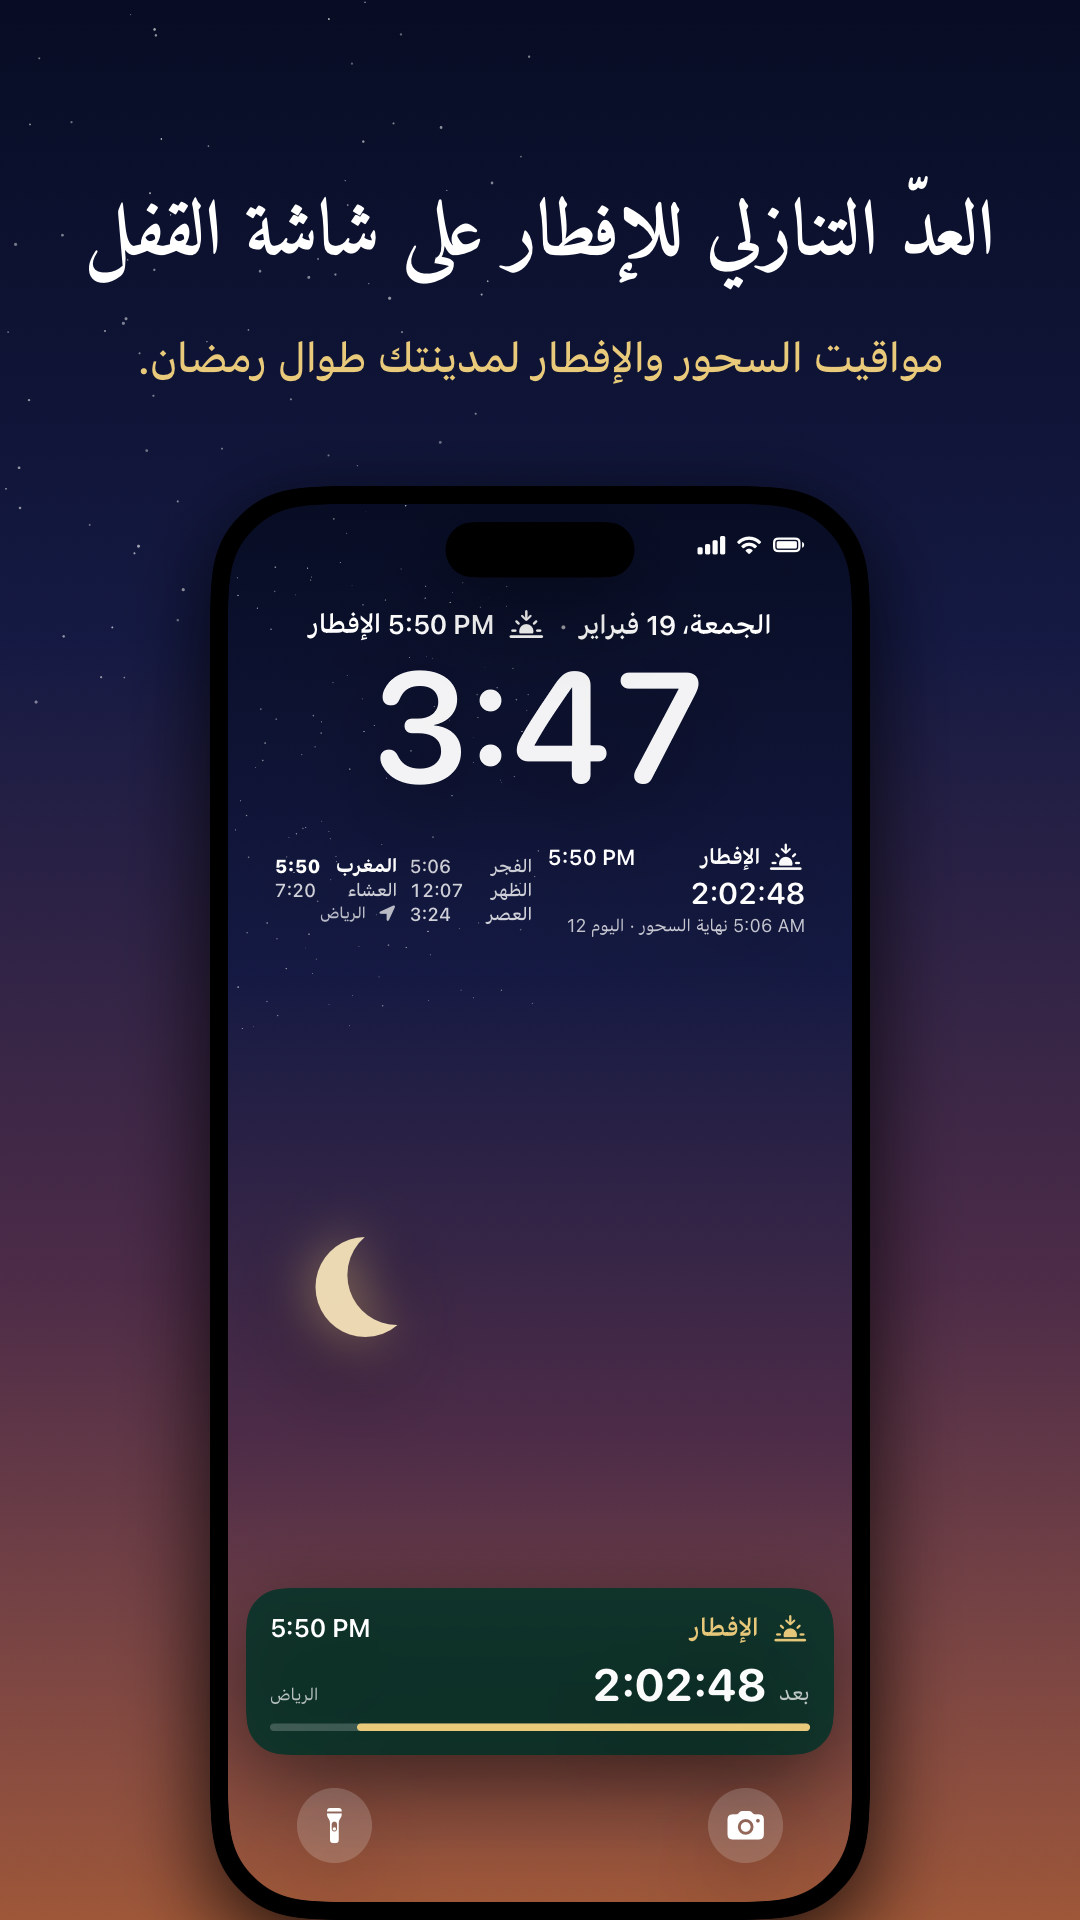 العدّ التنازلي للإفطار على شاشة القفل
مواقيت السحور والإفطار لمدينتك طوال رمضان.
الجمعة، 19 فبراير · 5:50 PM الإفطار
3:47
الإفطار 5:50 PM
2:02:48
5:06 AM نهاية السحور · اليوم 12
الفجر 5:06 المغرب 5:50
الظهر 12:07 العشاء 7:20
العصر 3:24 الرياض
الإفطار 5:50 PM
بعد 2:02:48 الرياض